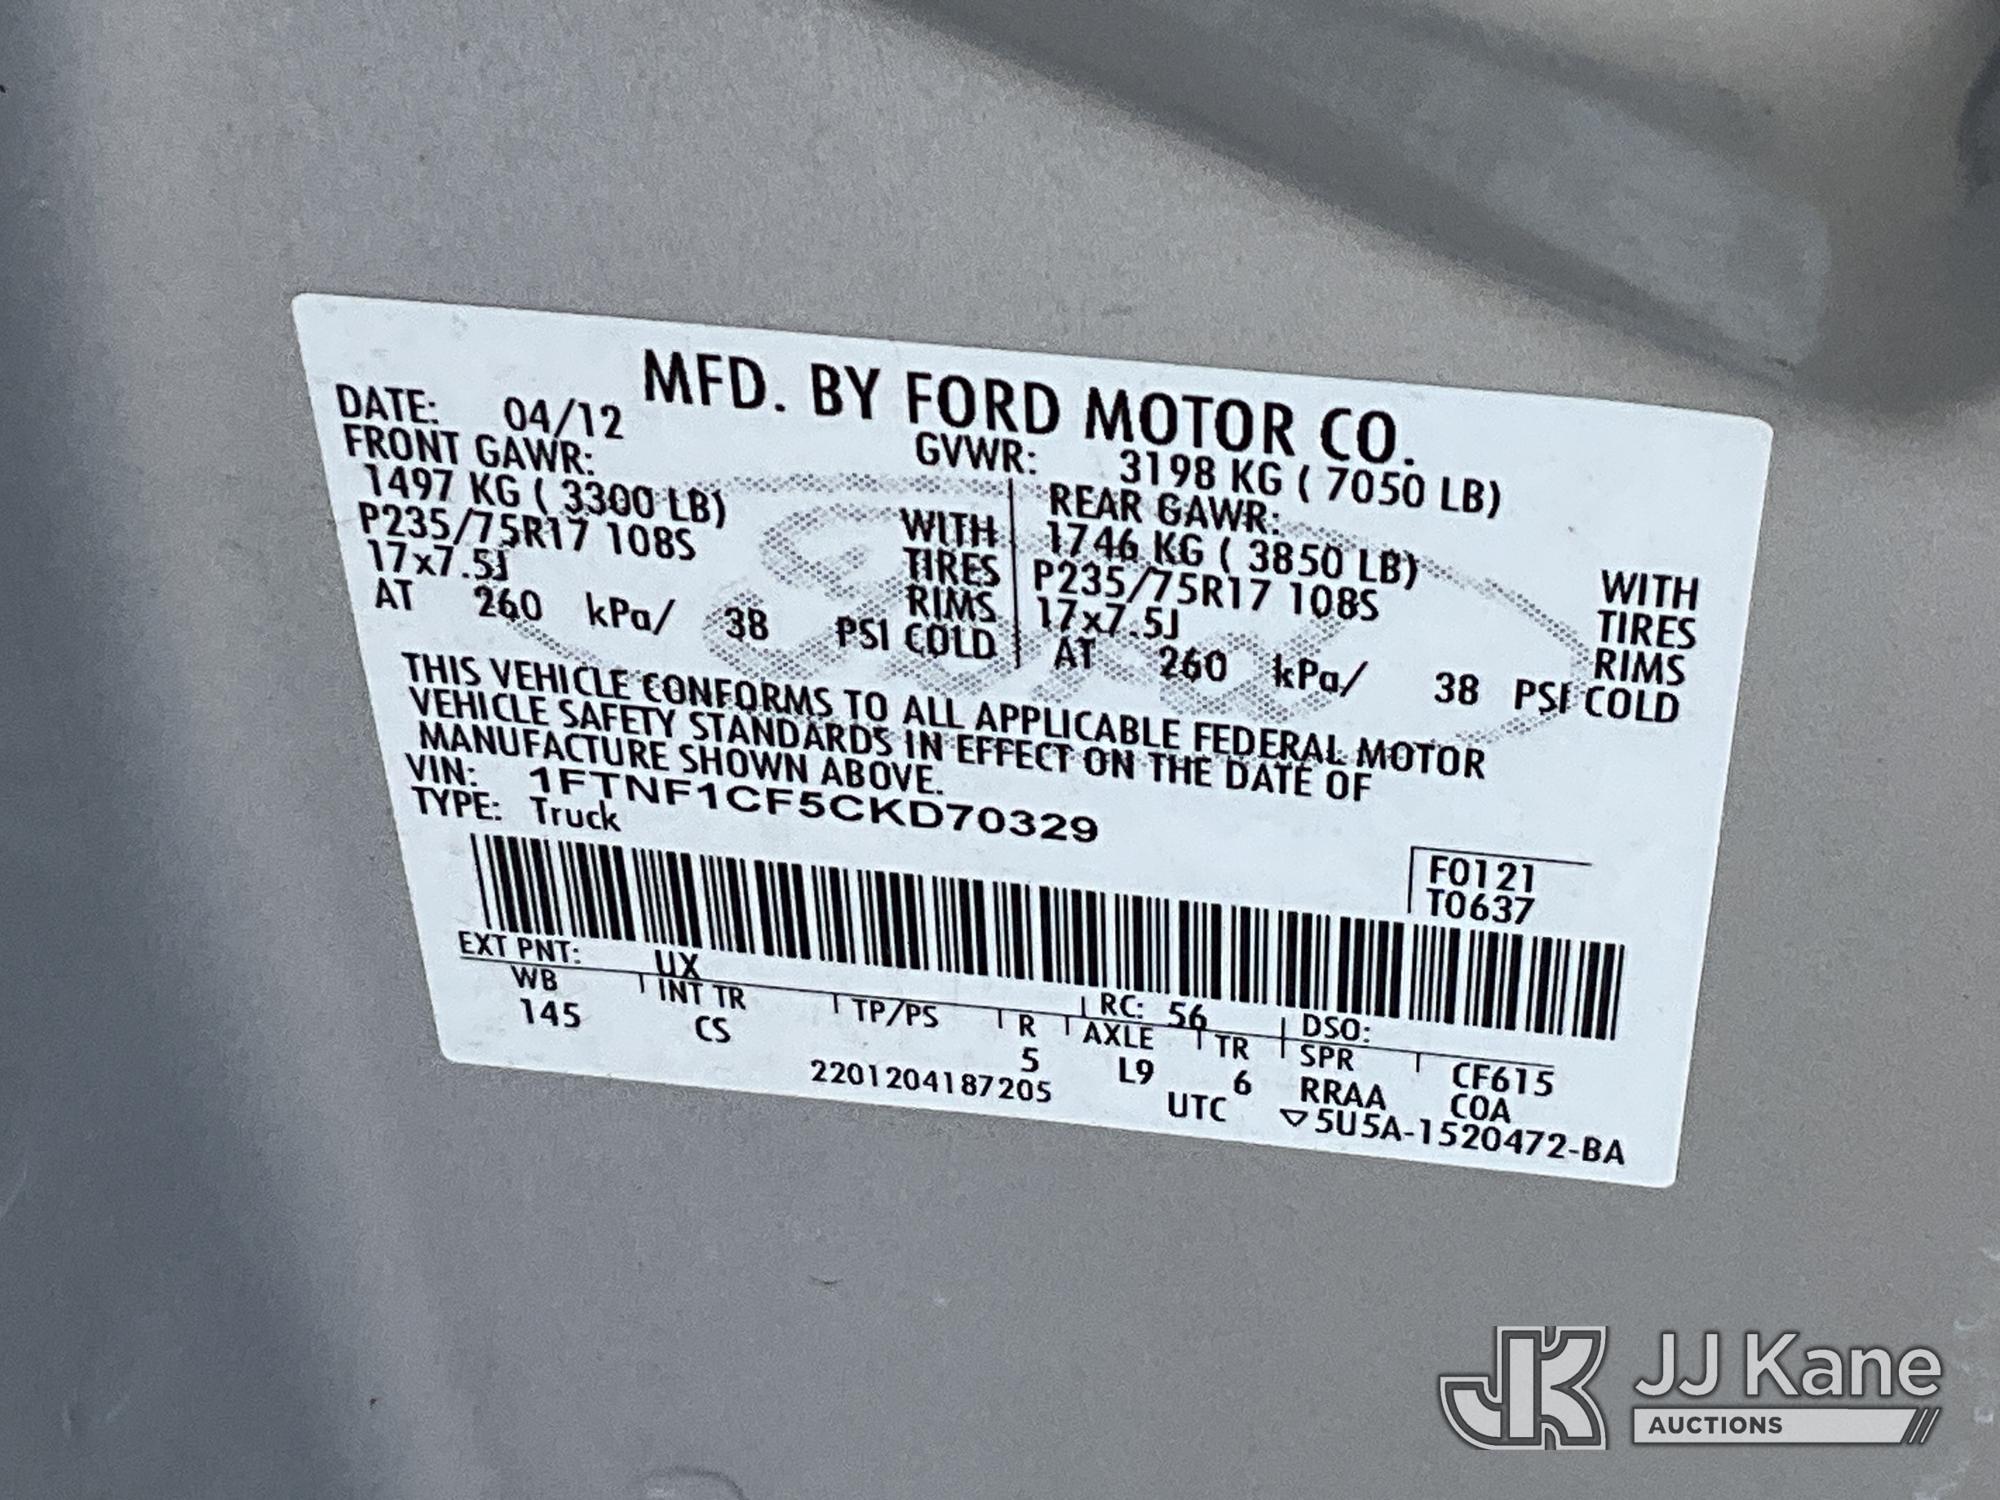 MFD. BY FORD MOTOR CO.
DATE: 04/12 GVWR: 3198 KG ( 7050 LB)
FRONT GAWR: REAR GAWR:
1497 KG ( 3300 LB) WITH 1746 KG ( 3850 LB) WITH
P235/75R17 108S TIRES P235/75R17 108S TIRES
17x7.5J RIMS 17x7.5J RIMS
AT 260 kPa/ 38 PSI COLD AT 260 kPa/ 38 PSI COLD
THIS VEHICLE CONFORMS TO ALL APPLICABLE FEDERAL MOTOR
VEHICLE SAFETY STANDARDS IN EFFECT ON THE DATE OF
MANUFACTURE SHOWN ABOVE.
VIN: 1FTNF1CF5CKD70329
TYPE: Truck
F0121
T0637
EXT PNT: UX RC: 56 DSO:
WB INT TR TP/PS R AXLE TR SPR CF615
145 CS 5 L9 6 RRAA COA
2201204187205 UTC ▽5U5A-1520472-BA
JK JJ Kane
AUCTIONS